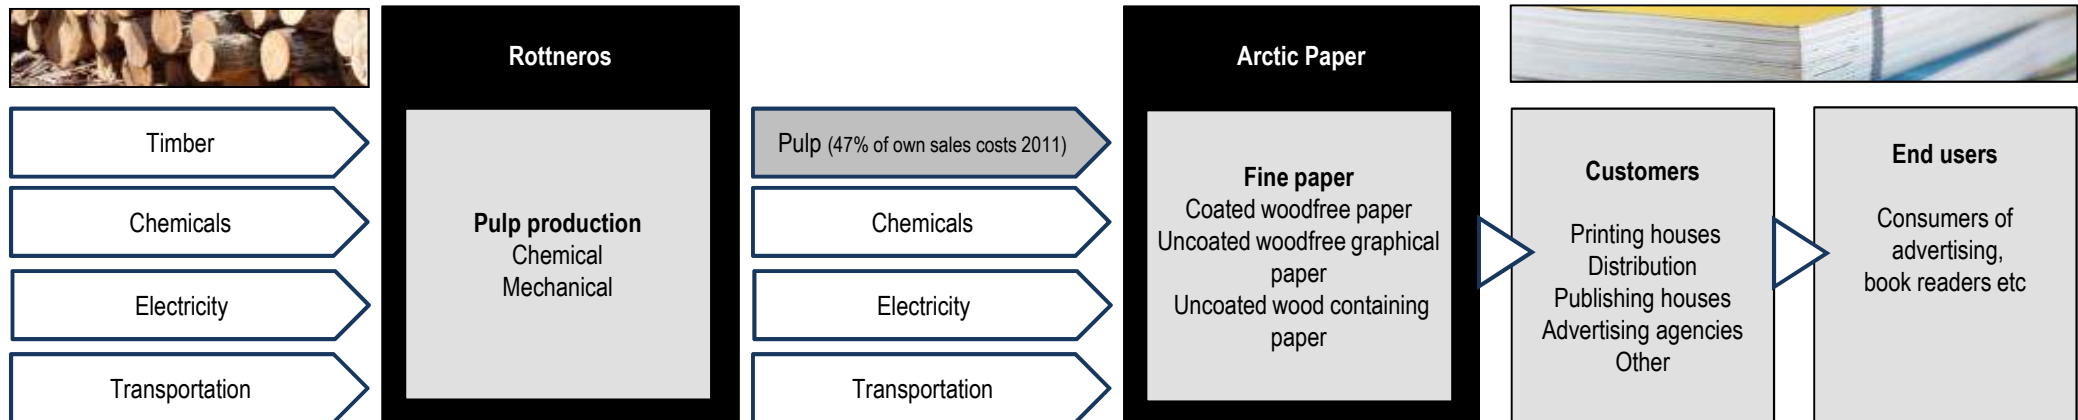 Timber
Chemicals
Electricity
Transportation
Rottneros
Pulp production
Chemical
Mechanical
Pulp (47% of own sales costs 2011)
Chemicals
Electricity
Transportation
Arctic Paper
Fine paper
Coated woodfree paper
Uncoated woodfree graphical
paper
Uncoated wood containing
paper
Customers
Printing houses
Distribution
Publishing houses
Advertising agencies
Other
End users
Consumers of
advertising,
book readers etc